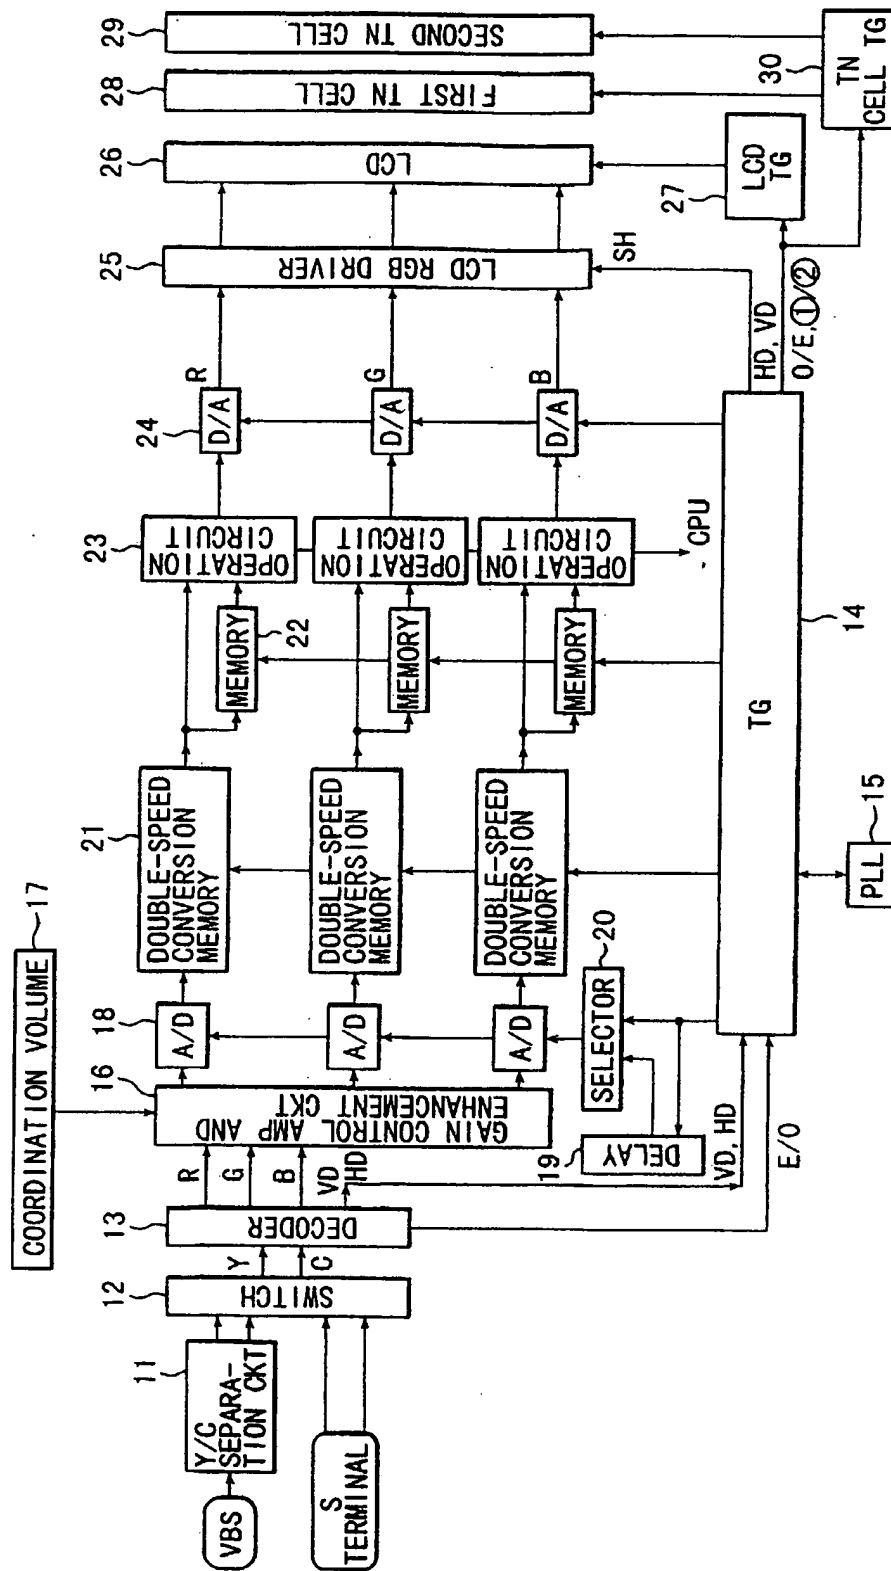 COORDINATION VOLUME
17
VBS
Y/C
SEPARA-
TION CKT
11
S
TERMINAL
SWITCH
12
Y
C
DECODER
13
R
G
B
VD
HD
GAIN CONTROL AMP AND
ENHANCEMENT CKT
16
A/D
18
A/D
A/D
DELAY
19
SELECTOR
20
VD, HD
E/O
DOUBLE-SPEED
CONVERSION
MEMORY
21
DOUBLE-SPEED
CONVERSION
MEMORY
DOUBLE-SPEED
CONVERSION
MEMORY
MEMORY
22
MEMORY
MEMORY
OPERATION
CIRCUIT
23
OPERATION
CIRCUIT
OPERATION
CIRCUIT
CPU
D/A
24
D/A
D/A
R
G
B
LCD RGB DRIVER
25
SH
LCD
26
FIRST TN CELL
28
SECOND TN CELL
29
TG
14
PLL
15
HD, VD
O/E, ①/②
LCD
TG
27
TN
CELL TG
30